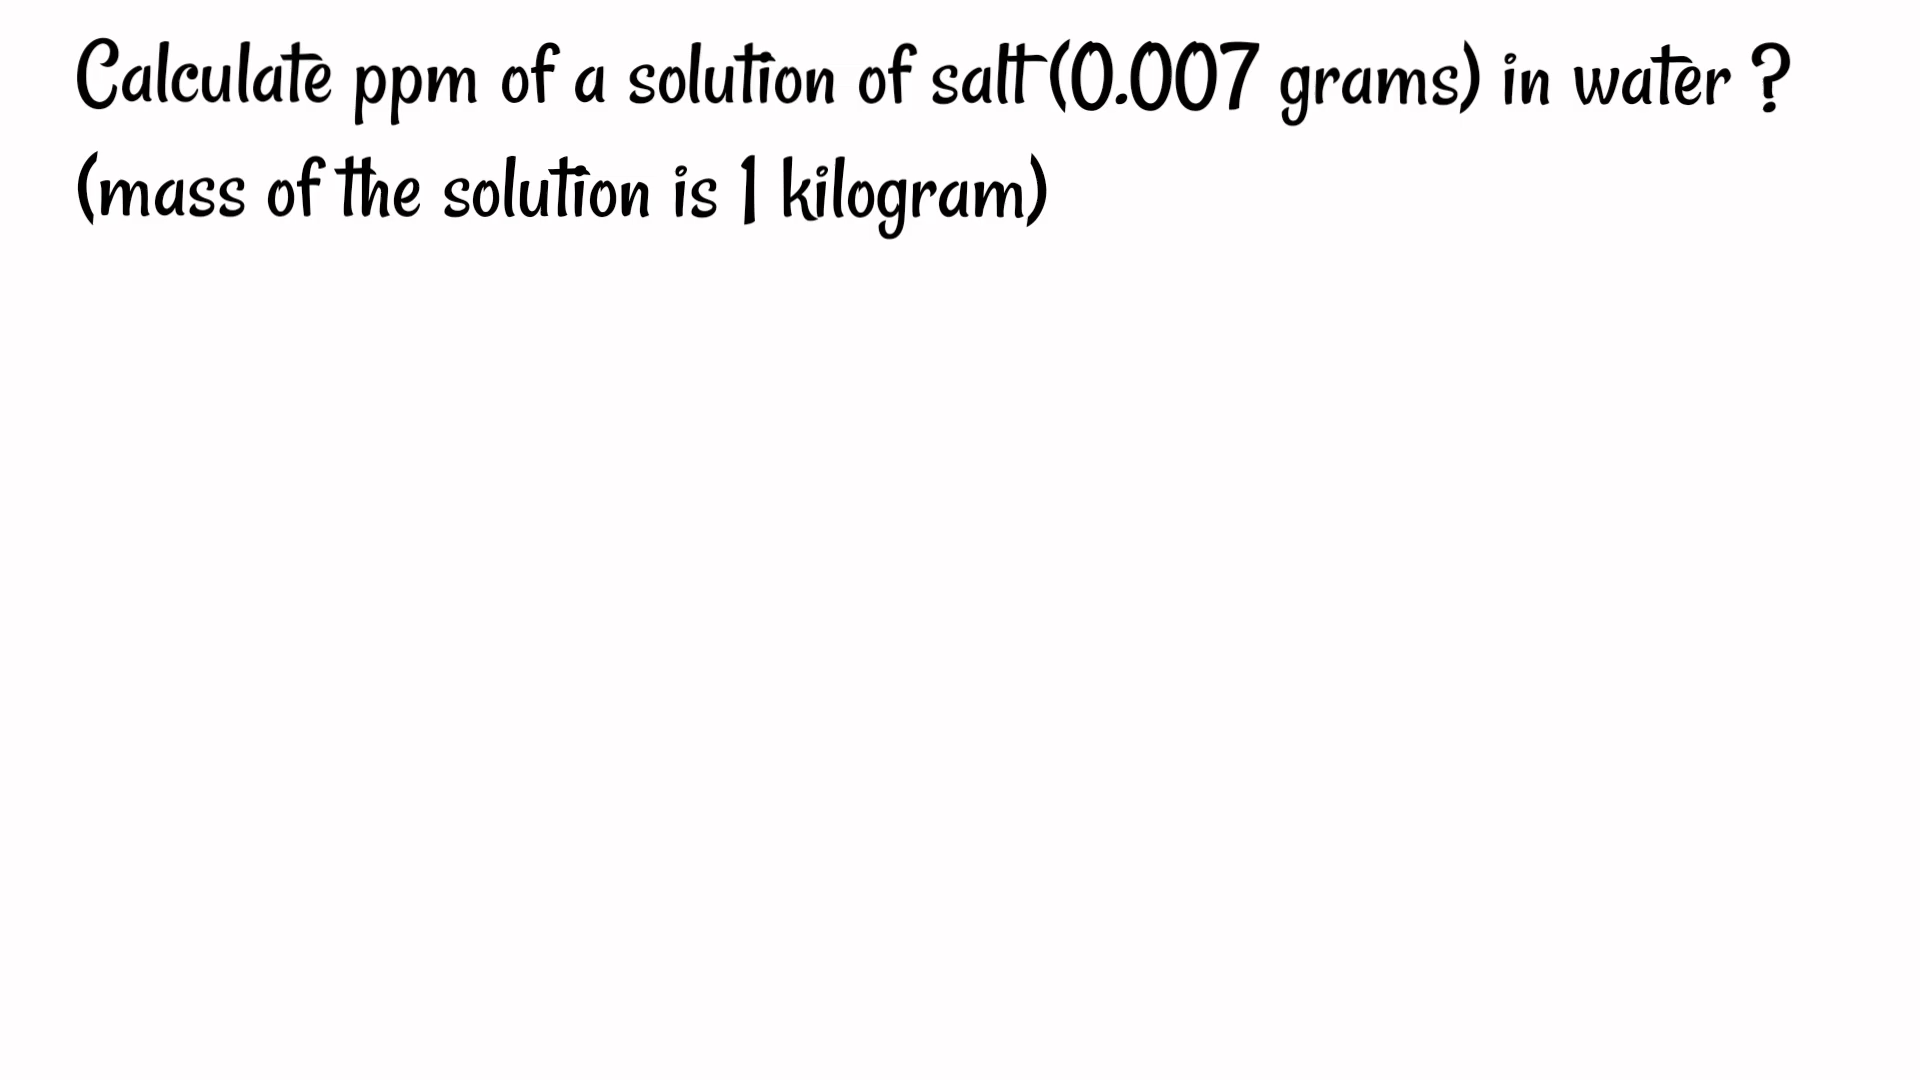 Calculate ppm of a solution of salt (0.007 grams) in water ?
(mass of the solution is 1 kilogram)